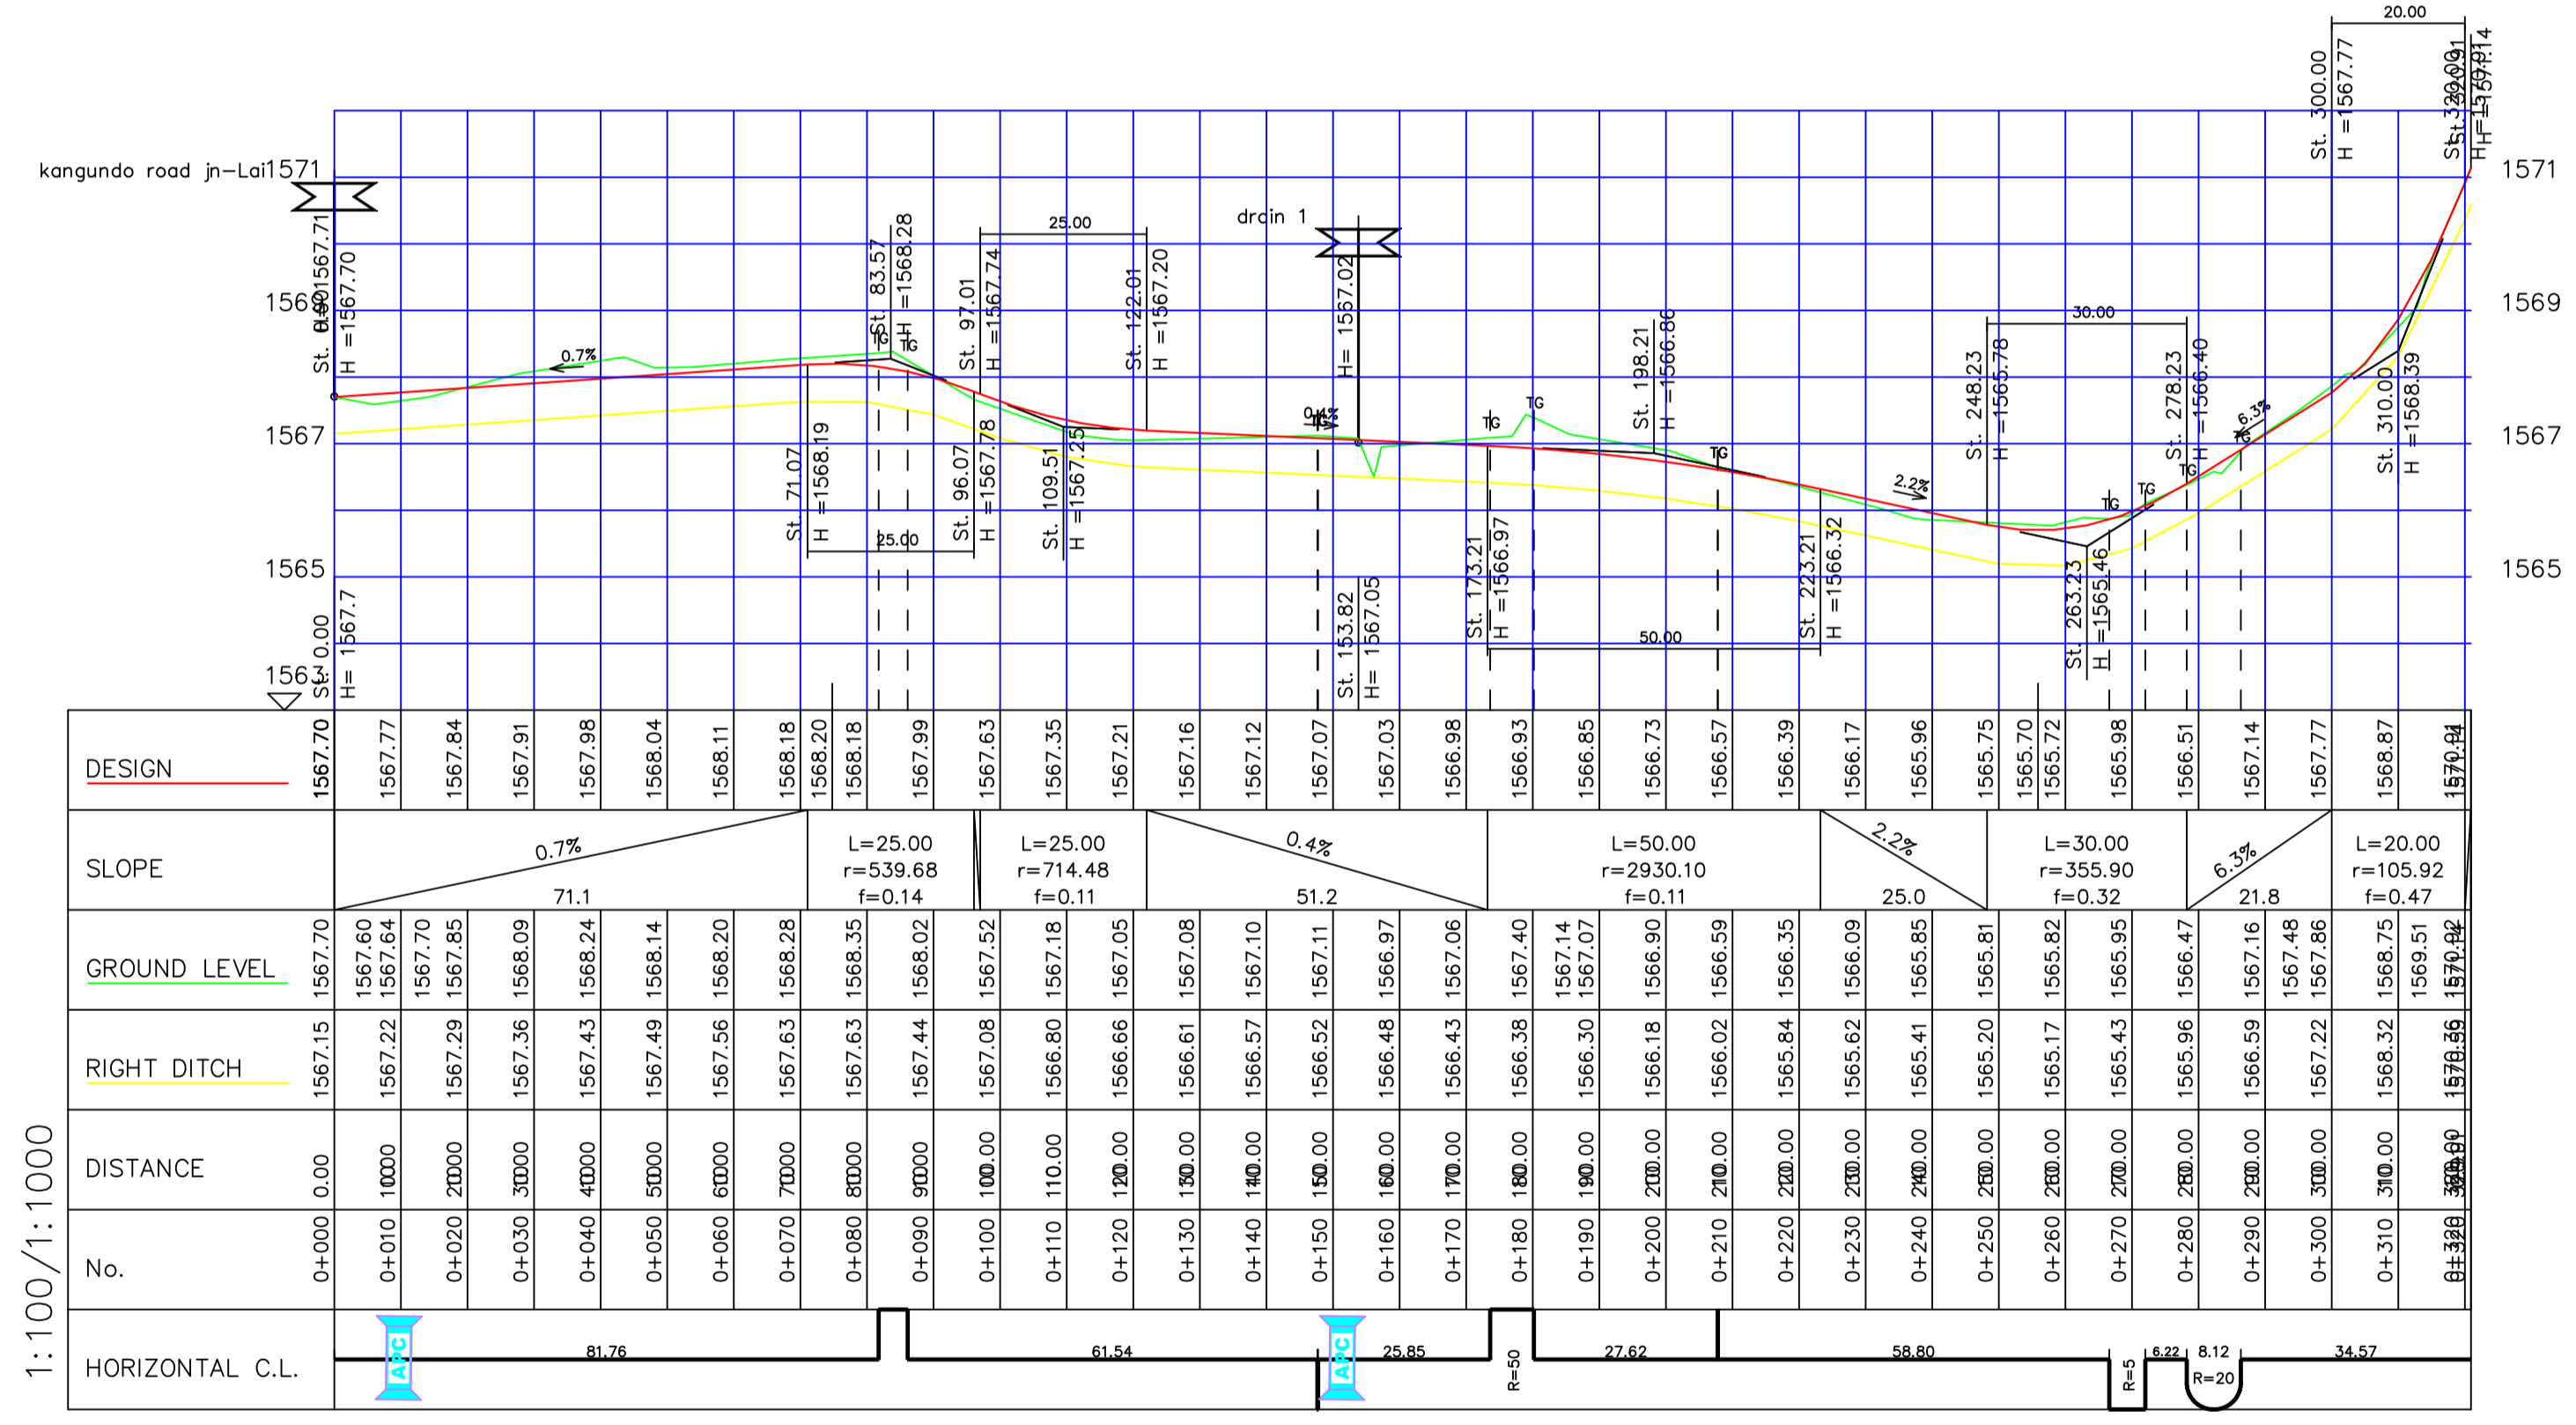 20.00
St. 300.00
H =1567.77
H =1571.14
kangundo road jn-Lai
1571
1571
H =1567.70
St. 83.57
H =1568.28
25.00
St. 97.01
H =1567.74
St. 122.01
H =1567.20
drain 1
H= 1567.02
1569
1569
0.7%
TG
TG
St. 198.21
H =1566.86
St. 248.23
H =1565.78
30.00
St. 278.23
H =1566.40
St. 310.00
H =1568.39
1567
1567
0.4%
TG
TG
TG
2.2%
TG
TG
TG
TG
6.3%
St. 71.07
H =1568.19
25.00
St. 96.07
H =1567.78
St. 109.51
H =1567.25
St. 173.21
H =1566.97
50.00
St. 223.21
H =1566.32
St. 263.23
H =1565.46
1565
1565
St. 0.00
H= 1567.7
St. 153.82
H= 1567.05
1563
DESIGN
1567.70 1567.77 1567.84 1567.91 1567.98 1568.04 1568.11 1568.18 1568.20 1568.18 1567.99 1567.63 1567.35 1567.21 1567.16 1567.12 1567.07 1567.03 1566.98 1566.93 1566.85 1566.73 1566.57 1566.39 1566.17 1565.96 1565.75 1565.70 1565.72 1565.98 1566.51 1567.14 1567.77 1568.87
SLOPE
0.7%
71.1
L=25.00
r=539.68
f=0.14
L=25.00
r=714.48
f=0.11
0.4%
51.2
L=50.00
r=2930.10
f=0.11
2.2%
25.0
L=30.00
r=355.90
f=0.32
6.3%
21.8
L=20.00
r=105.92
f=0.47
GROUND LEVEL
1567.70 1567.60 1567.64 1567.70 1567.85 1568.09 1568.24 1568.14 1568.20 1568.28 1568.35 1568.02 1567.52 1567.18 1567.05 1567.08 1567.10 1567.11 1566.97 1567.06 1567.40 1567.14 1567.07 1566.90 1566.59 1566.35 1566.09 1565.85 1565.81 1565.82 1565.95 1566.47 1567.16 1567.48 1567.86 1568.75 1569.51
RIGHT DITCH
1567.15 1567.22 1567.29 1567.36 1567.43 1567.49 1567.56 1567.63 1567.63 1567.44 1567.08 1566.80 1566.66 1566.61 1566.57 1566.52 1566.48 1566.43 1566.38 1566.30 1566.18 1566.02 1565.84 1565.62 1565.41 1565.20 1565.17 1565.43 1565.96 1566.59 1567.22 1568.32
DISTANCE
0.00 110.00
No.
0+000 0+010 0+020 0+030 0+040 0+050 0+060 0+070 0+080 0+090 0+100 0+110 0+120 0+130 0+140 0+150 0+160 0+170 0+180 0+190 0+200 0+210 0+220 0+230 0+240 0+250 0+260 0+270 0+280 0+290 0+300 0+310
HORIZONTAL C.L.
APC
81.76
61.54
APC
25.85
R=50
27.62
58.80
R=5
6.22
8.12
R=20
34.57
1:100/1:1000